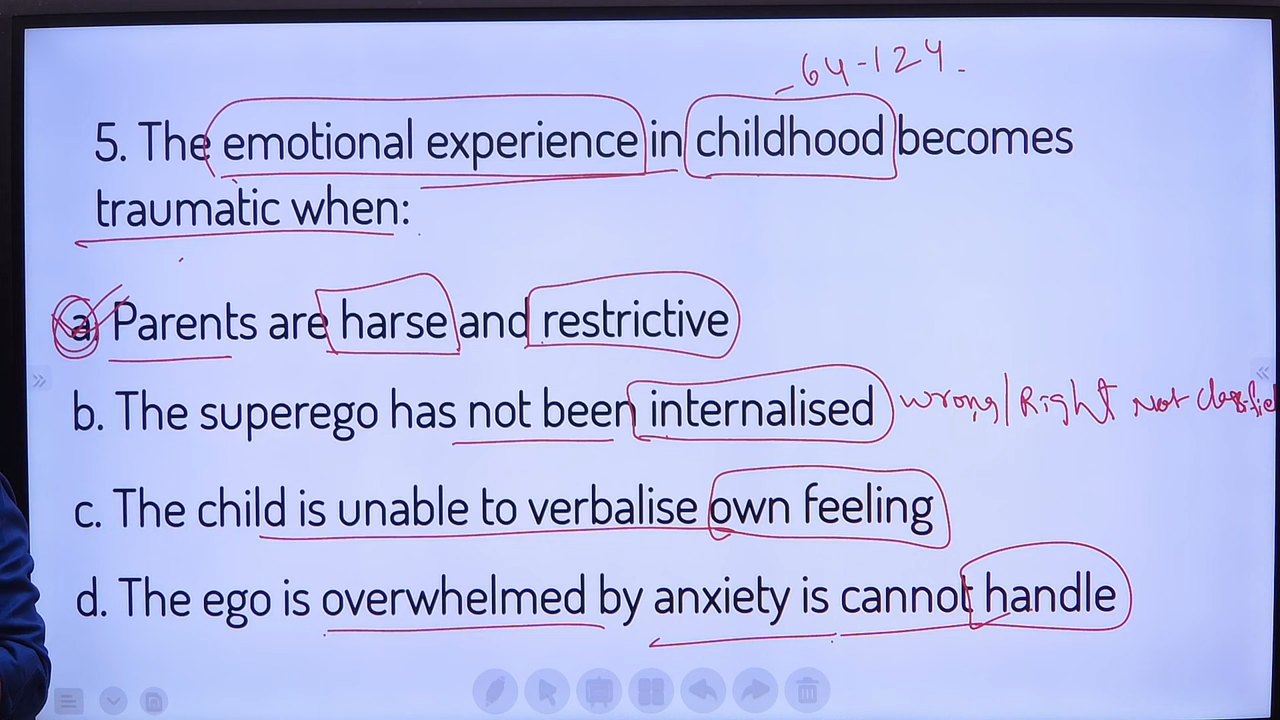 64-124
5. The emotional experience in childhood becomes
traumatic when:
a. Parents are harse and restrictive
b. The superego has not been internalised wrong/Right Not
c. The child is unable to verbalise own feeling
d. The ego is overwhelmed by anxiety is cannot handle